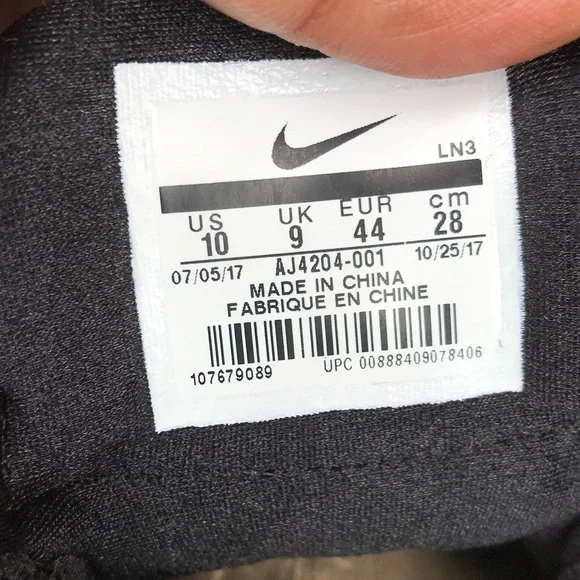 LN3
US UK EUR cm
10 9 44 28
07/05/17 AJ4204-001 10/25/17
MADE IN CHINA
FABRIQUE EN CHINE
107679089 UPC 00888409078406